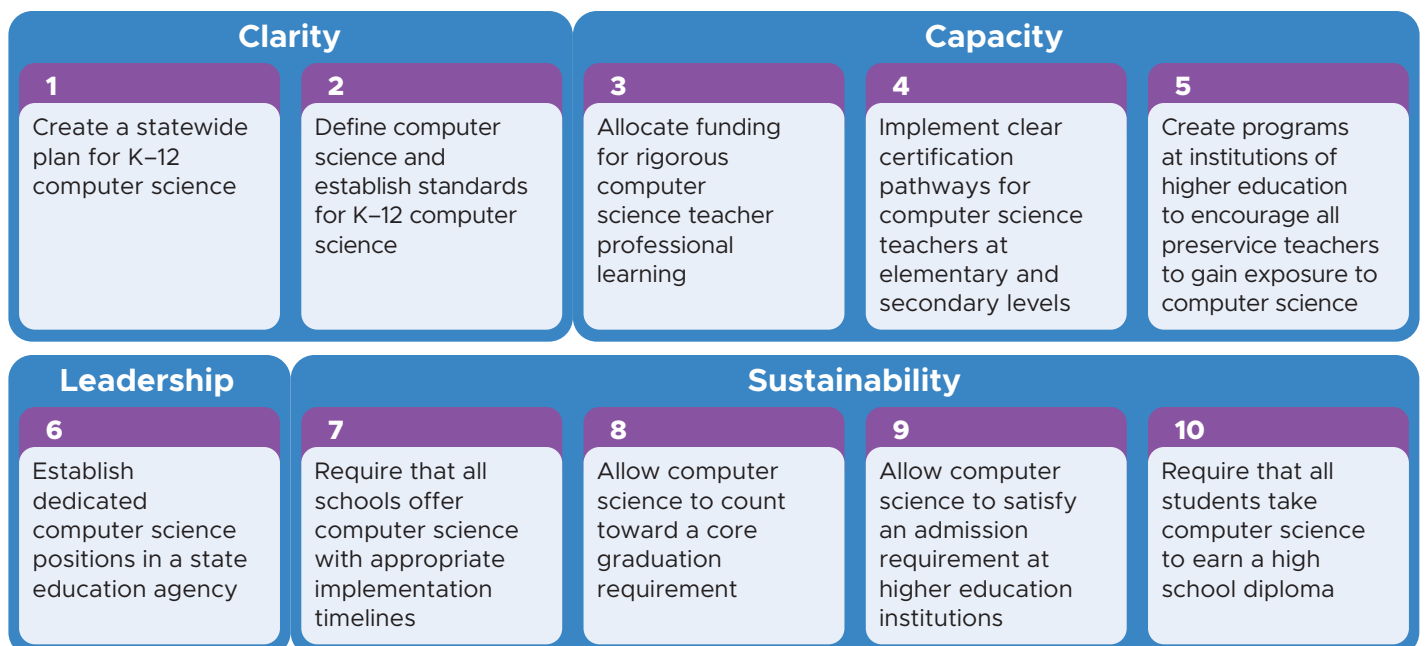 Clarity
1
Create a statewide
plan for K–12
computer science
2
Define computer
science and
establish standards
for K–12 computer
science
Capacity
3
Allocate funding
for rigorous
computer
science teacher
professional
learning
4
Implement clear
certification
pathways for
computer science
teachers at
elementary and
secondary levels
5
Create programs
at institutions of
higher education
to encourage all
preservice teachers
to gain exposure to
computer science
Leadership
6
Establish
dedicated
computer science
positions in a state
education agency
Sustainability
7
Require that all
schools offer
computer science
with appropriate
implementation
timelines
8
Allow computer
science to count
toward a core
graduation
requirement
9
Allow computer
science to satisfy
an admission
requirement at
higher education
institutions
10
Require that all
students take
computer science
to earn a high
school diploma